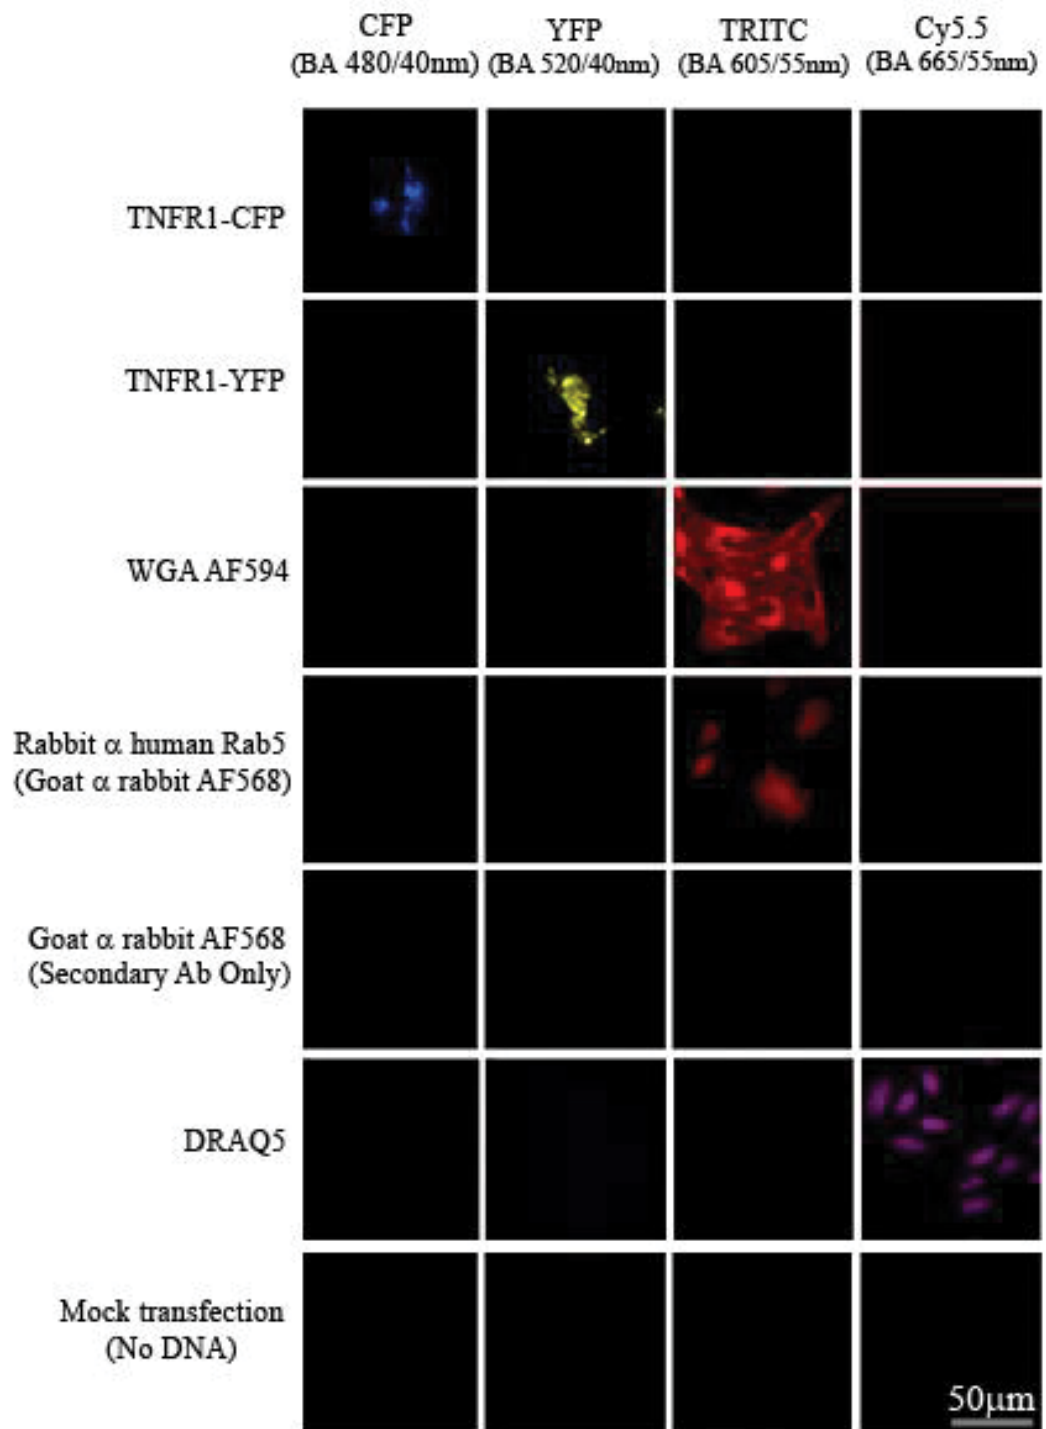 CFP
(BA 480/40nm)
YFP
(BA 520/40nm)
TRITC
(BA 605/55nm)
Cy5.5
(BA 665/55nm)
TNFR1-CFP
TNFR1-YFP
WGA AF594
Rabbit α human Rab5
(Goat α rabbit AF568)
Goat α rabbit AF568
(Secondary Ab Only)
DRAQ5
Mock transfection
(No DNA)
50μm